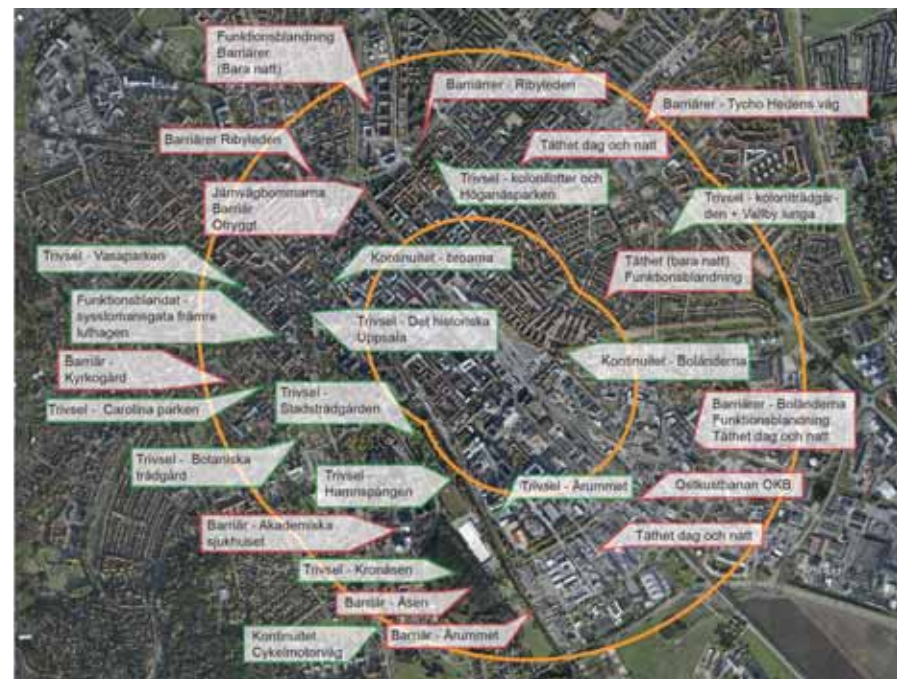 Funktionsblandning
Barriärer
(Bara natt)
Barriärer - Ribyleden
Barriärer - Tycho Hedens väg
Barriärer Ribyleden
Täthet dag och natt
Järnvägbommarna
Barriär
Otryggt
Trivsel - kolonilotter och
Höganäsparken
Trivsel - koloniträdgår-
den + Vallby
Trivsel - Vasaparken
Kontinuitet - broarna
Täthet (bara natt)
Funktionsblandning
Funktionsblandat -
sysslomansgata främre
luthagen
Trivsel - Det historiska
Uppsala
Barriär -
Kyrkogård
Kontinuitet - Boländerna
Trivsel - Carolina parken
Trivsel -
Stadsträdgården
Barriärer - Boländerna
Funktionsblandning
Täthet dag och natt
Trivsel - Botaniska
trädgård
Trivsel -
Hamnspången
Trivsel - Årummet
Ostkustbanan OKB
Barriär - Akademiska
sjukhuset
Täthet dag och natt
Trivsel - Kronåsen
Barriär - Åsen
Kontinuitet
Cykelmotorväg
Barriär - Årummet